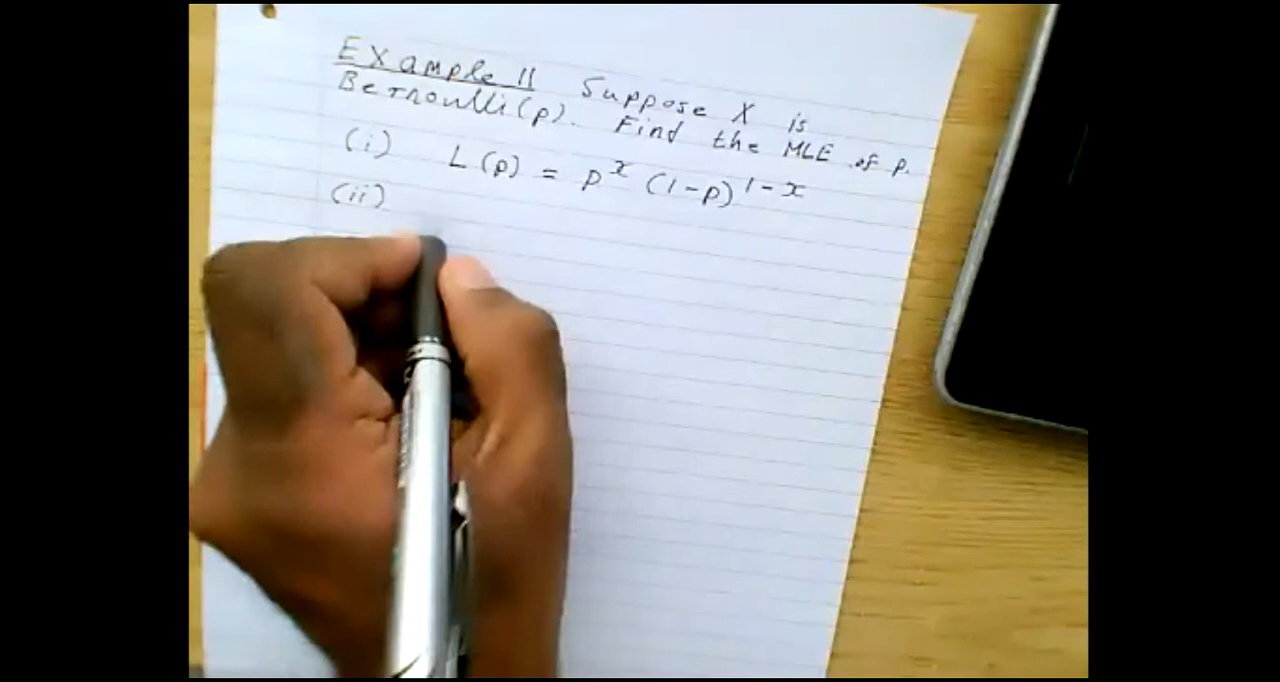 Example 11 Suppose X is
Bernoulli(p). Find the MLE of p.
(i) L(p) = p^x (1-p)^{1-x}
(ii)